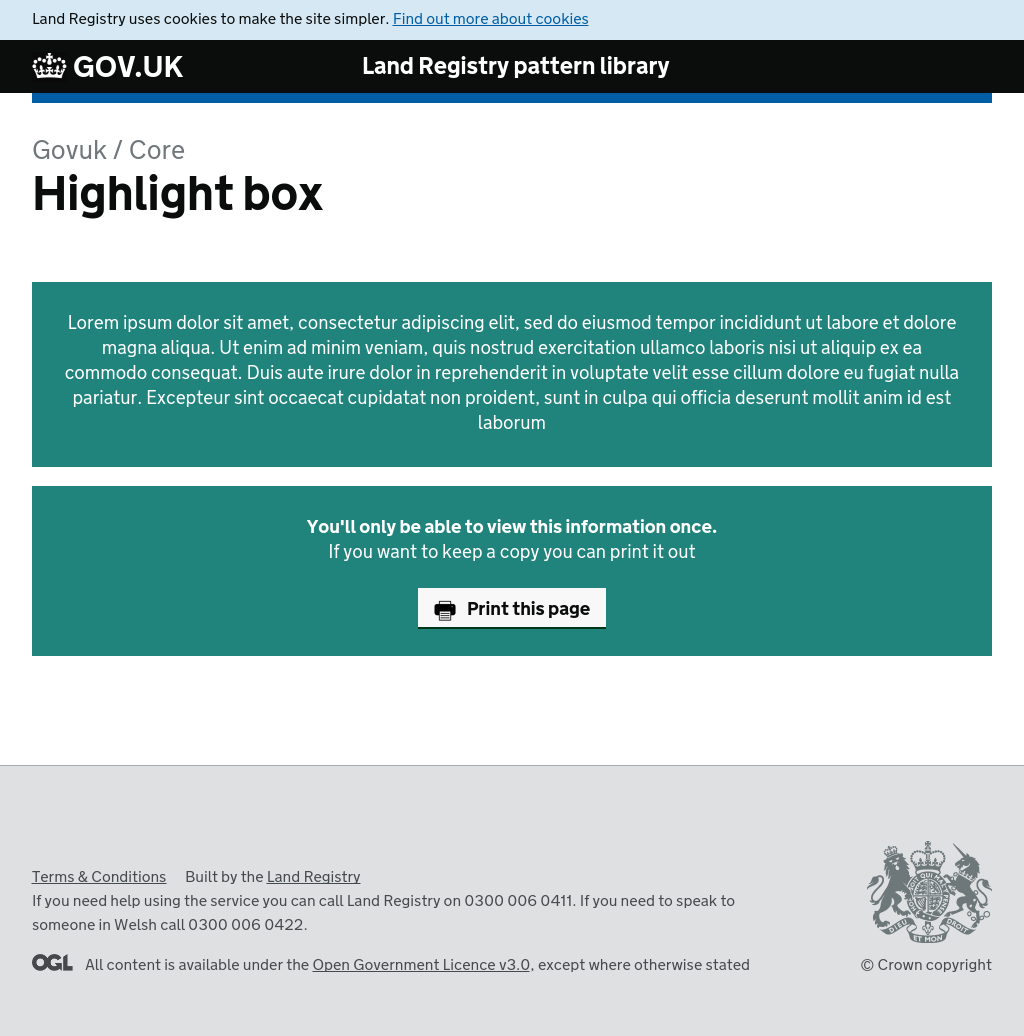 Land Registry uses cookies to make the site simpler. Find out more about cookies
GOV.UK
Land Registry pattern library
Govuk / Core
Highlight box
Lorem ipsum dolor sit amet, consectetur adipiscing elit, sed do eiusmod tempor incididunt ut labore et dolore
magna aliqua. Ut enim ad minim veniam, quis nostrud exercitation ullamco laboris nisi ut aliquip ex ea
commodo consequat. Duis aute irure dolor in reprehenderit in voluptate velit esse cillum dolore eu fugiat nulla
pariatur. Excepteur sint occaecat cupidatat non proident, sunt in culpa qui officia deserunt mollit anim id est
laborum
You'll only be able to view this information once.
If you want to keep a copy you can print it out
Print this page
Terms & Conditions Built by the Land Registry
If you need help using the service you can call Land Registry on 0300 006 0411. If you need to speak to
someone in Welsh call 0300 006 0422.
DIEU ET MON DROIT
OGL All content is available under the Open Government Licence v3.0, except where otherwise stated
© Crown copyright